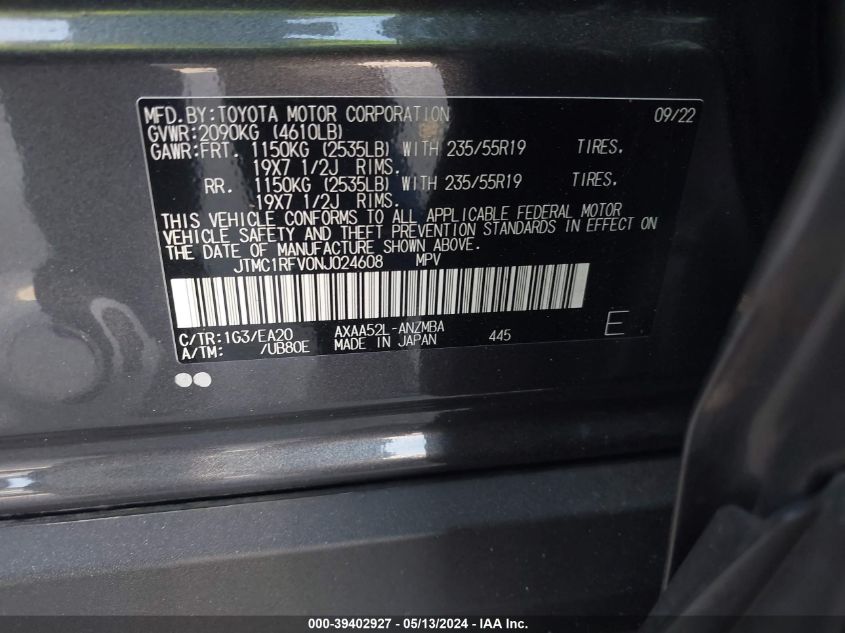 MFD.BY:TOYOTA MOTOR CORPORATION 09/22
GVWR:2090KG (4610LB)
GAWR:FRT. 1150KG (2535LB) WITH 235/55R19 TIRES.
19X7 1/2J RIMS.
RR. 1150KG (2535LB) WITH 235/55R19 TIRES.
19X7 1/2J RIMS.
THIS VEHICLE CONFORMS TO ALL APPLICABLE FEDERAL MOTOR
VEHICLE SAFETY AND THEFT PREVENTION STANDARDS IN EFFECT ON
THE DATE OF MANUFACTURE SHOWN ABOVE.
JTMC1RFV0NJ024608 MPV
C/TR:1G3/EA20 AXAA52L-ANZMBA 445 E
A/TM: /UB80E MADE IN JAPAN
000-39402927 - 05/13/2024 - IAA Inc.